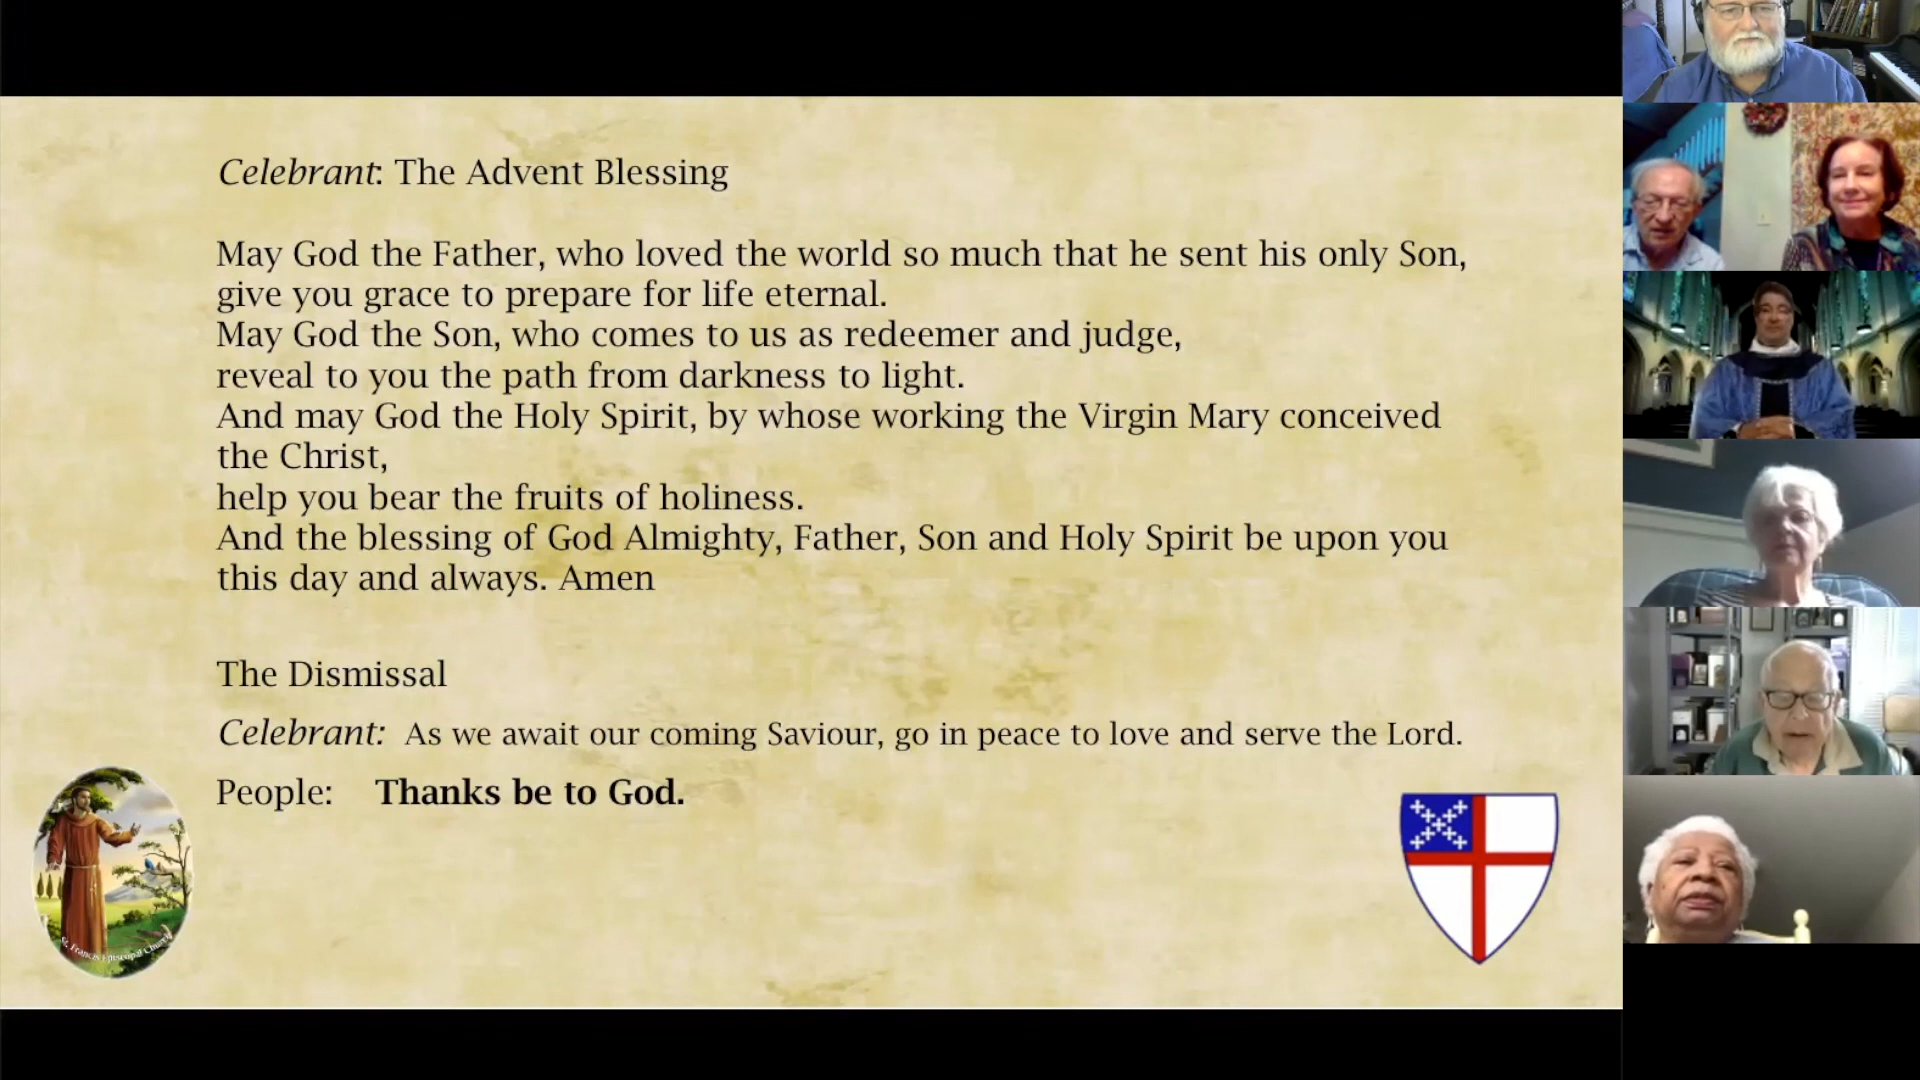 Celebrant: The Advent Blessing
May God the Father, who loved the world so much that he sent his only Son,
give you grace to prepare for life eternal.
May God the Son, who comes to us as redeemer and judge,
reveal to you the path from darkness to light.
And may God the Holy Spirit, by whose working the Virgin Mary conceived
the Christ,
help you bear the fruits of holiness.
And the blessing of God Almighty, Father, Son and Holy Spirit be upon you
this day and always. Amen
The Dismissal
Celebrant: As we await our coming Saviour, go in peace to love and serve the Lord.
People: Thanks be to God.
St. Francis Episcopal Church